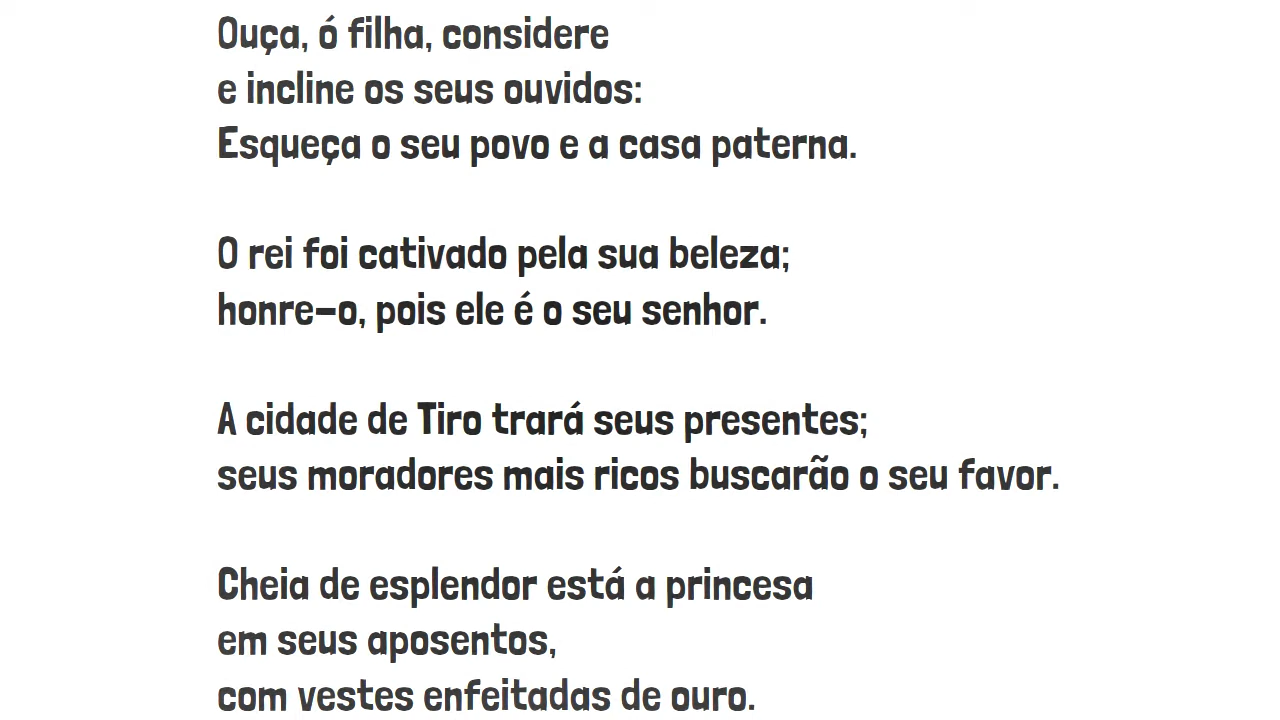 Ouça, ó filha, considere
e incline os seus ouvidos:
Esqueça o seu povo e a casa paterna.
O rei foi cativado pela sua beleza;
honre-o, pois ele é o seu senhor.
A cidade de Tiro trará seus presentes;
seus moradores mais ricos buscarão o seu favor.
Cheia de esplendor está a princesa
em seus aposentos,
com vestes enfeitadas de ouro.